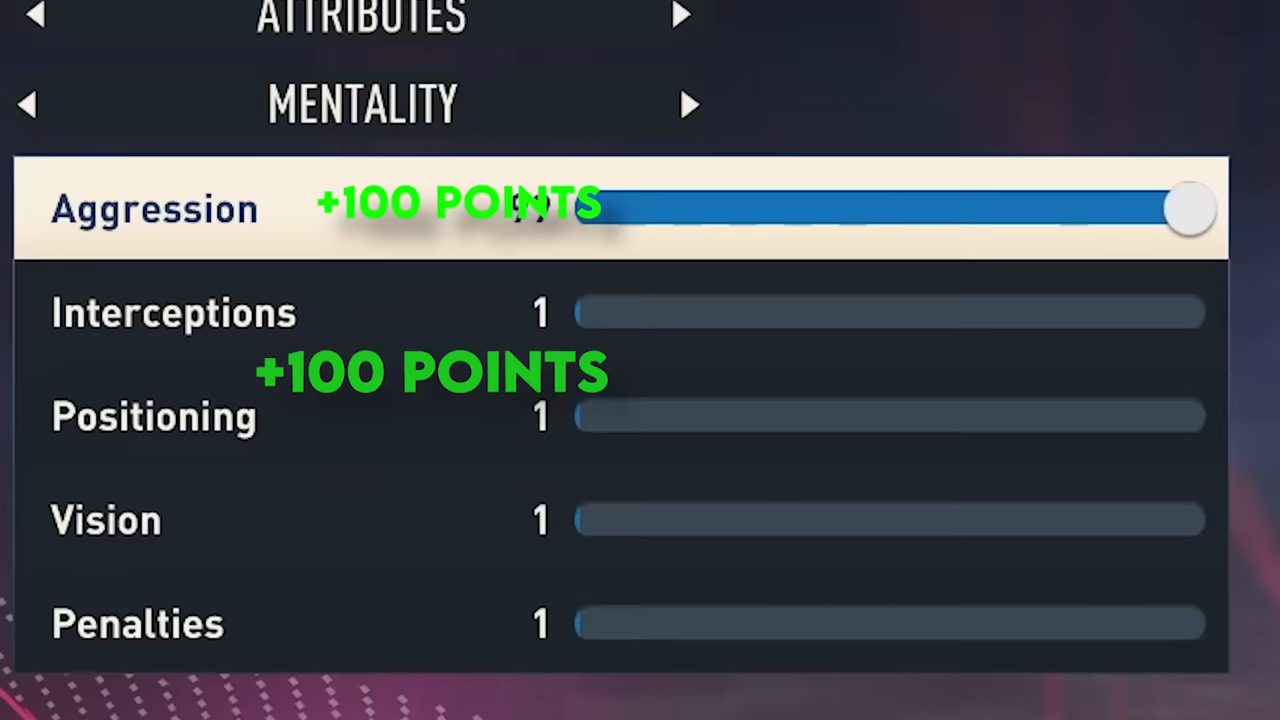 ATTRIBUTES
MENTALITY
Aggression +100 POINTS
Interceptions 1
+100 POINTS
Positioning 1
Vision 1
Penalties 1